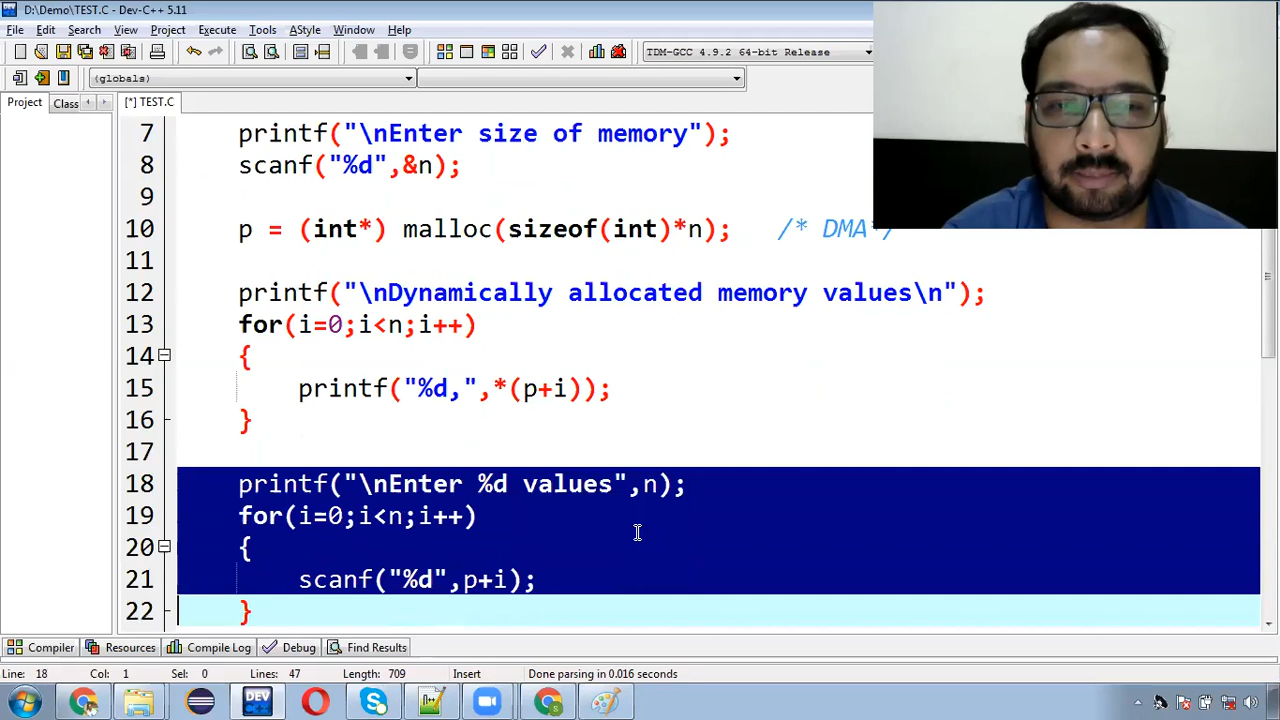 D:\Demo\TEST.C - Dev-C++ 5.11
File Edit Search View Project Execute Tools AStyle Window Help
TDM-GCC 4.9.2 64-bit Release
(globals)
Project Class [*] TEST.C
7 printf("\nEnter size of memory");
8 scanf("%d",&n);
9
10 p = (int*) malloc(sizeof(int)*n); /* DMA*/
11
12 printf("\nDynamically allocated memory values\n");
13 for(i=0;i<n;i++)
14 {
15 printf("%d,",*(p+i));
16 }
17
18 printf("\nEnter %d values",n);
19 for(i=0;i<n;i++)
20 {
21 scanf("%d",p+i);
22 }
Compiler Resources Compile Log Debug Find Results
Line: 18 Col: 1 Sel: 0 Lines: 47 Length: 709 Insert Done parsing in 0.016 seconds
DEV